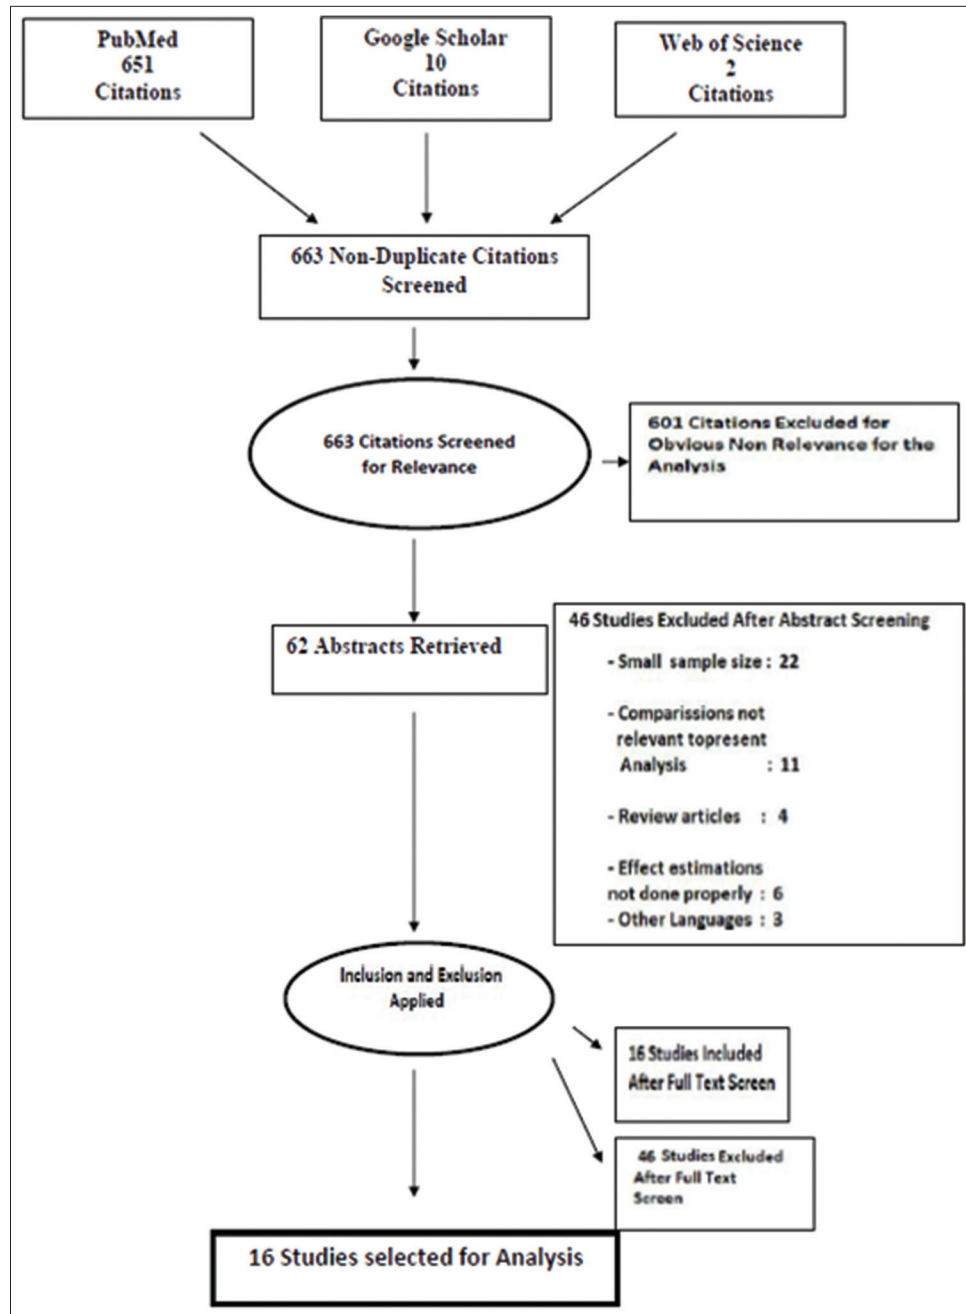 PubMed
651
Citations
Google Scholar
10
Citations
Web of Science
2
Citations
663 Non-Duplicate Citations
Screened
663 Citations Screened
for Relevance
601 Citations Excluded for
Obvious Non Relevance for the
Analysis
62 Abstracts Retrieved
46 Studies Excluded After Abstract Screening
- Small sample size : 22
- Comparissions not
relevant topresent
Analysis : 11
- Review articles : 4
- Effect estimations
not done properly : 6
- Other Languages : 3
Inclusion and Exclusion
Applied
16 Studies Included
After Full Text Screen
46 Studies Excluded
After Full Text
Screen
16 Studies selected for Analysis